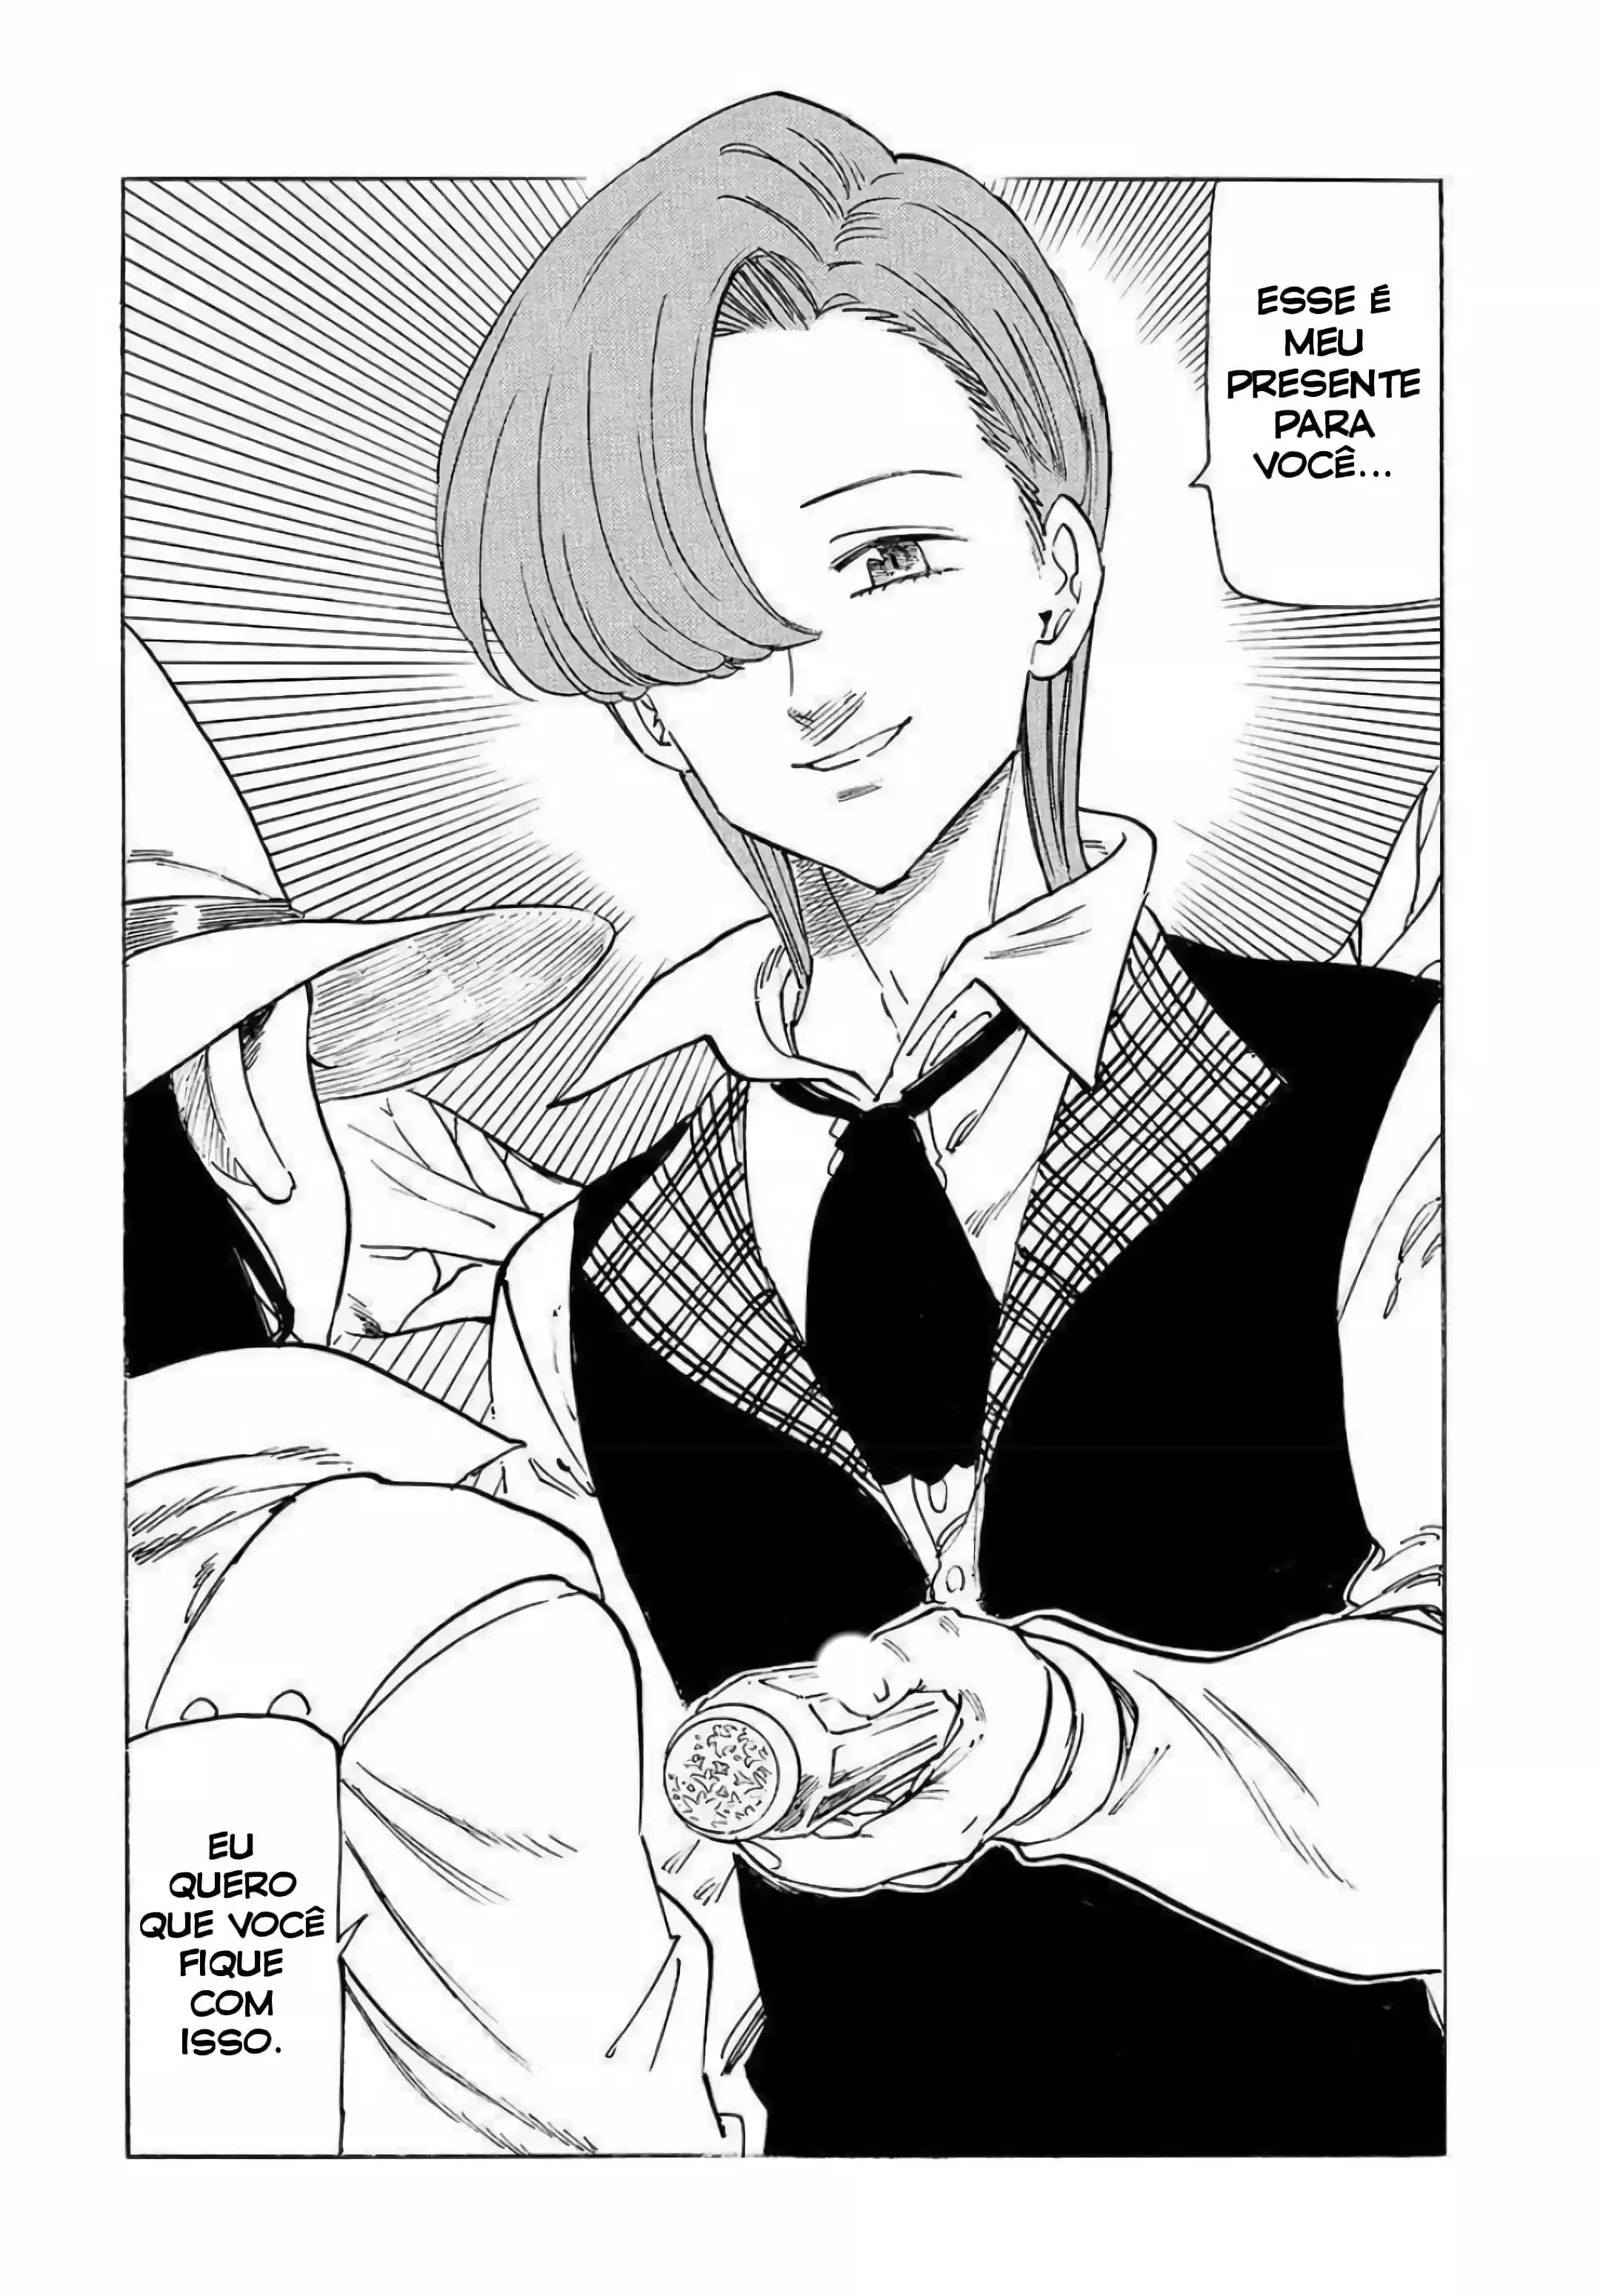 ESSE É
MEU
PRESENTE
PARA
VOCÊ...
EU
QUERO
QUE VOCÊ
FIQUE
COM
ISSO.